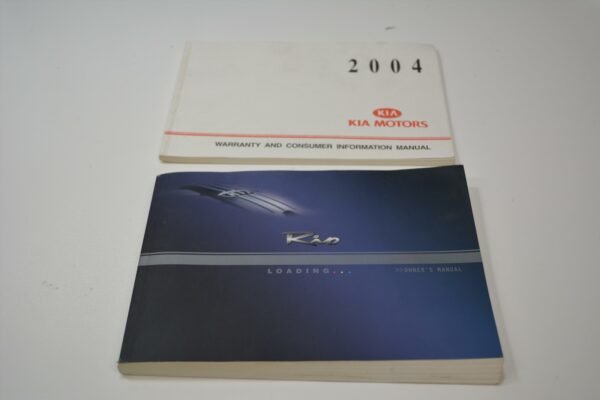 2004
KIA
KIA MOTORS
WARRANTY AND CONSUMER INFORMATION MANUAL
Rio
LOADING...
>>OWNER'S MANUAL